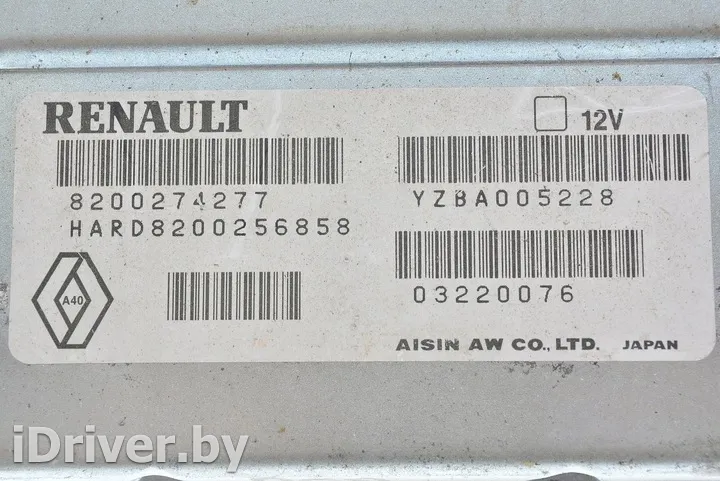 RENAULT
12V
8200274277
YZBA005228
HARD8200256858
A40
03220076
AISIN AW CO., LTD. JAPAN
iDriver.by